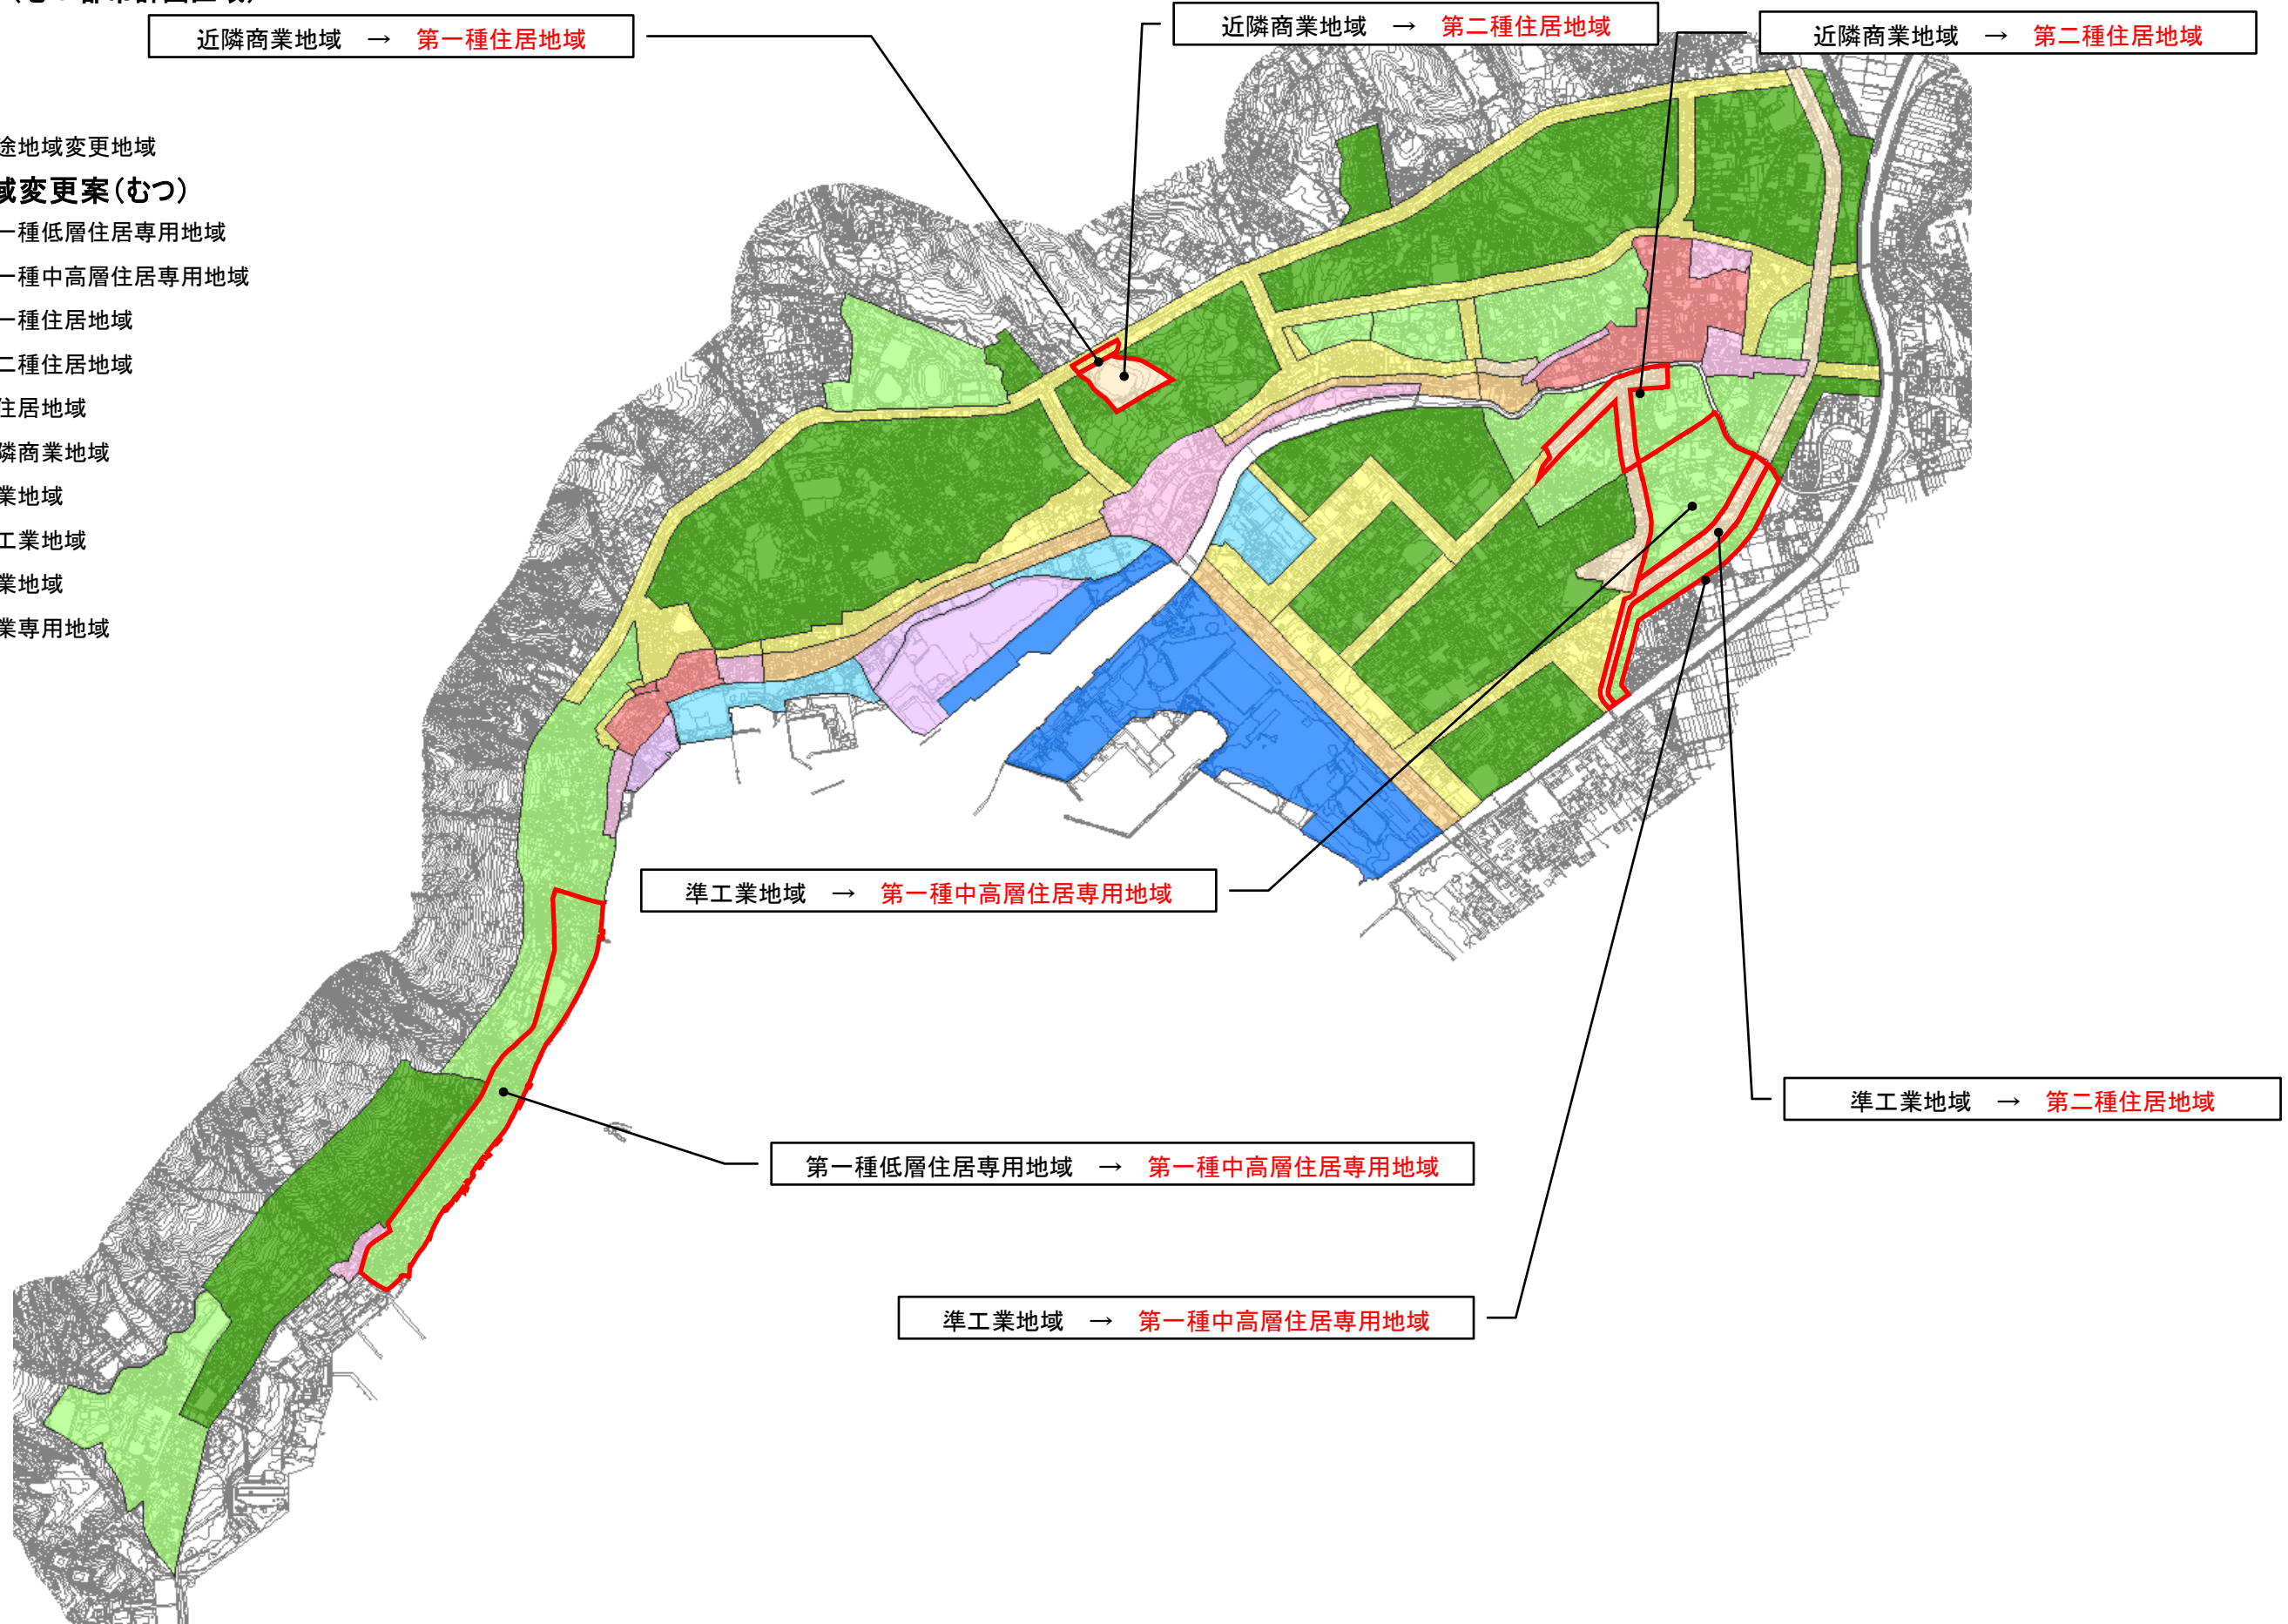 近隣商業地域 → 第一種住居地域
近隣商業地域 → 第二種住居地域
近隣商業地域 → 第二種住居地域
途地域変更地域
域変更案(むつ)
一種低層住居専用地域
一種中高層住居専用地域
一種住居地域
二種住居地域
住居地域
隣商業地域
業地域
工業地域
業地域
業専用地域
準工業地域 → 第一種中高層住居専用地域
準工業地域 → 第二種住居地域
第一種低層住居専用地域 → 第一種中高層住居専用地域
準工業地域 → 第一種中高層住居専用地域